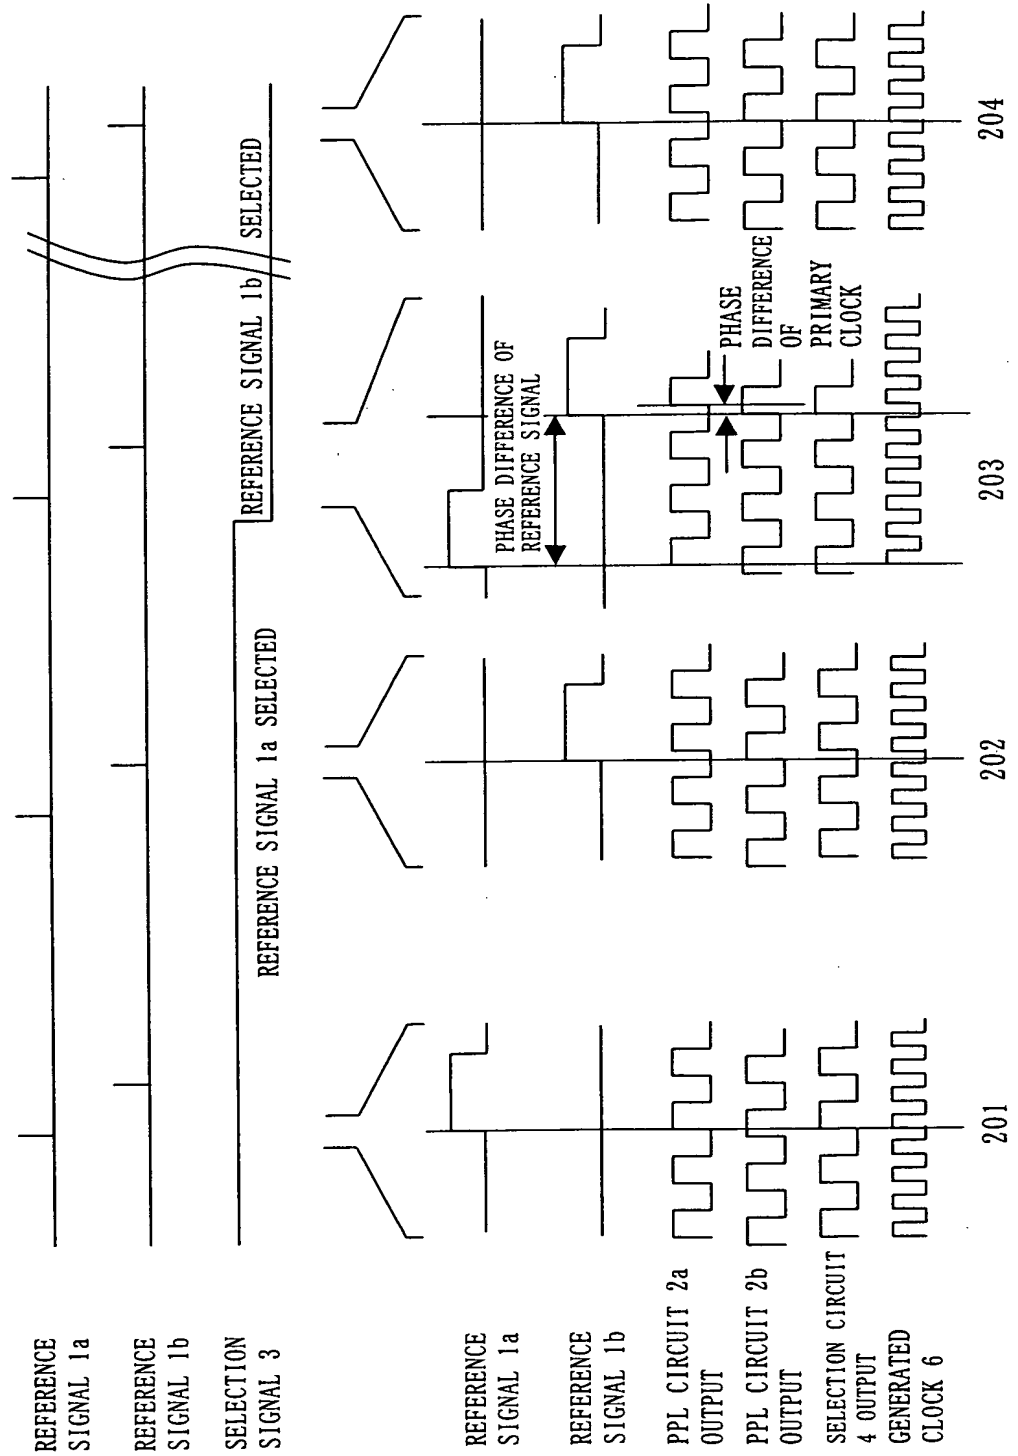 REFERENCE
SIGNAL 1a
REFERENCE
SIGNAL 1b
SELECTION
SIGNAL 3
REFERENCE SIGNAL 1a SELECTED
REFERENCE SIGNAL 1b SELECTED
REFERENCE
SIGNAL 1a
REFERENCE
SIGNAL 1b
PHASE DIFFERENCE OF
REFERENCE SIGNAL
PPL CIRCUIT 2a
OUTPUT
PPL CIRCUIT 2b
OUTPUT
SELECTION CIRCUIT
4 OUTPUT
GENERATED
CLOCK 6
PHASE
DIFFERENCE
OF
PRIMARY
CLOCK
201
202
203
204